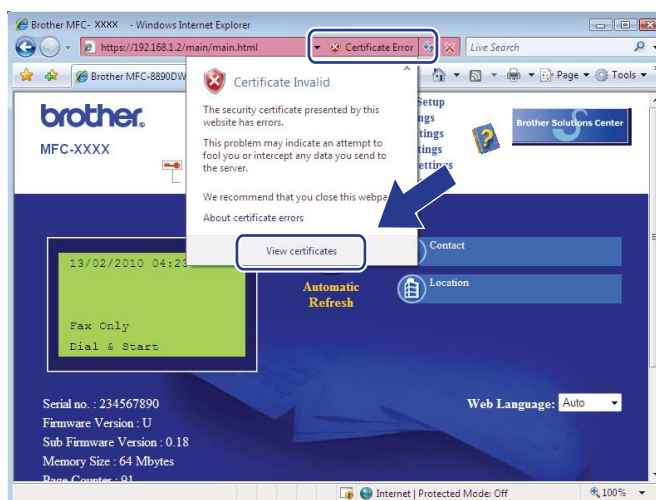 Brother MFC- XXXX - Windows Internet Explorer
https://192.168.1.2/main/main.html
Certificate Error
Live Search
Brother MFC-8890DW
Page
Tools
Certificate Invalid
The security certificate presented by this
website has errors.
This problem may indicate an attempt to
fool you or intercept any data you send to
the server.
We recommend that you close this webpa
About certificate errors
View certificates
brother.
MFC-XXXX
Setup
ngs
tings
tings
ettings
Brother Solutions Center
13/02/2010 04:23
Fax Only
Dial & Start
Automatic
Refresh
Contact
Location
Serial no. : 234567890
Firmware Version : U
Sub Firmware Version : 0.18
Memory Size : 64 Mbytes
Page Counter : 91
Web Language: Auto
Internet | Protected Mode: Off
100%